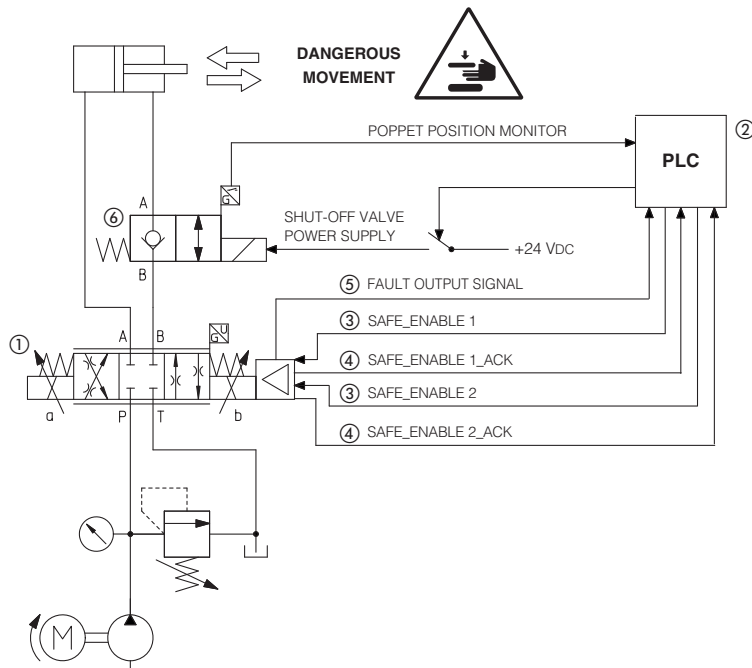 DANGEROUS
MOVEMENT
POPPET POSITION MONITOR
②
PLC
A
⑥
SHUT-OFF VALVE
POWER SUPPLY
+24 VDC
B
⑤ FAULT OUTPUT SIGNAL
③ SAFE_ENABLE 1
①
A
B
U
G
④ SAFE_ENABLE 1_ACK
③ SAFE_ENABLE 2
a
P
T
b
④ SAFE_ENABLE 2_ACK
M